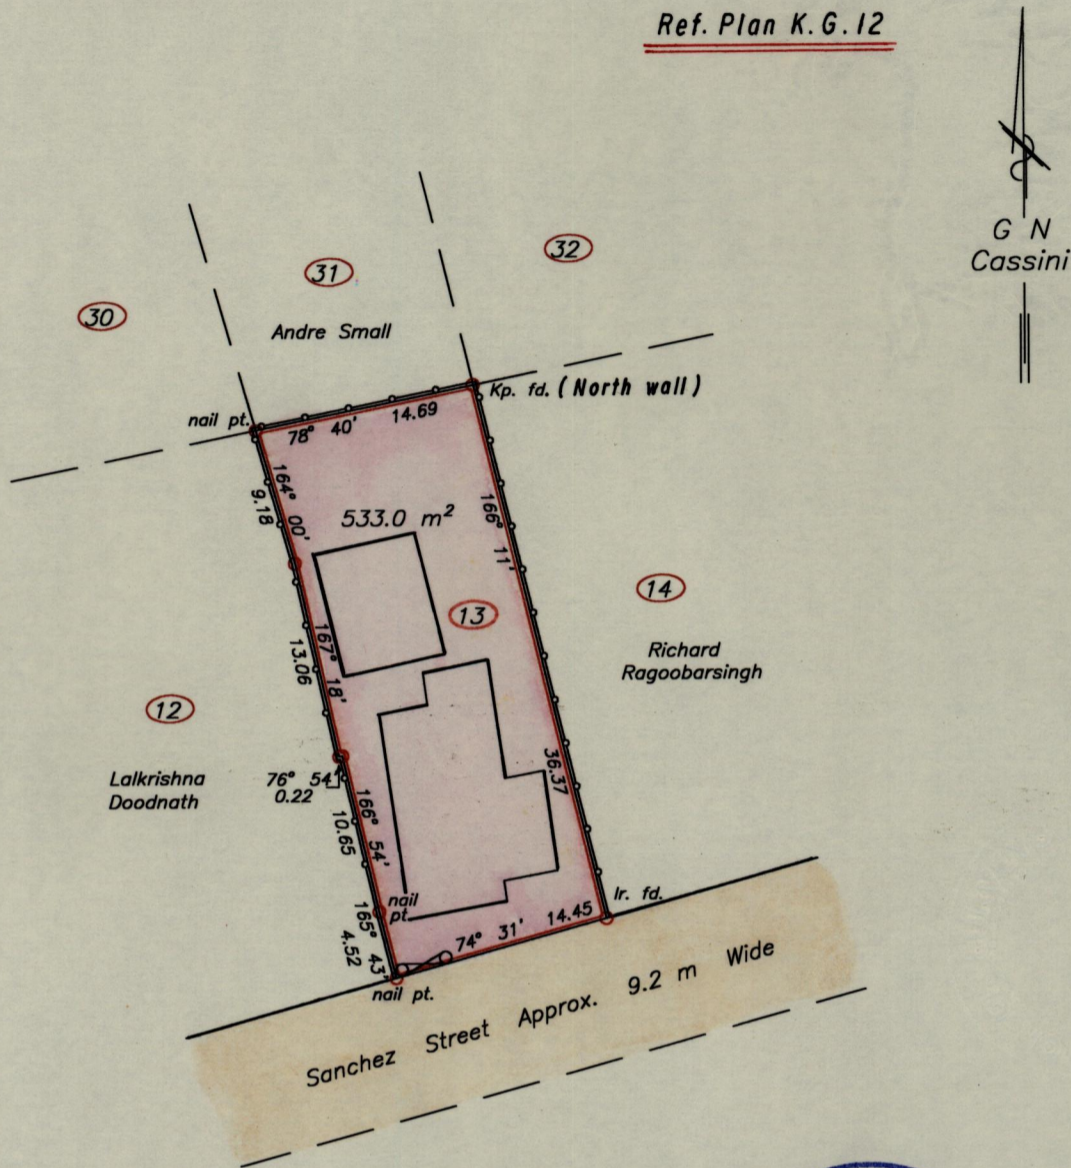 Ref. Plan K.G.12
G N
Cassini
32
31
30
Andre Small
Kp. fd. (North wall)
nail pt.
14.69
78° 40'
164° 00'
9.18
533.0 m²
166° 11'
36.37
13
14
Richard
Ragoobarsingh
167° 18'
13.06
12
Lalkrishna
Doodnath
76° 54'
0.22
166° 54'
10.65
nail
pt.
165° 43'
4.52
Ir. fd.
74° 31' 14.45
nail pt.
Sanchez Street Approx. 9.2 m Wide